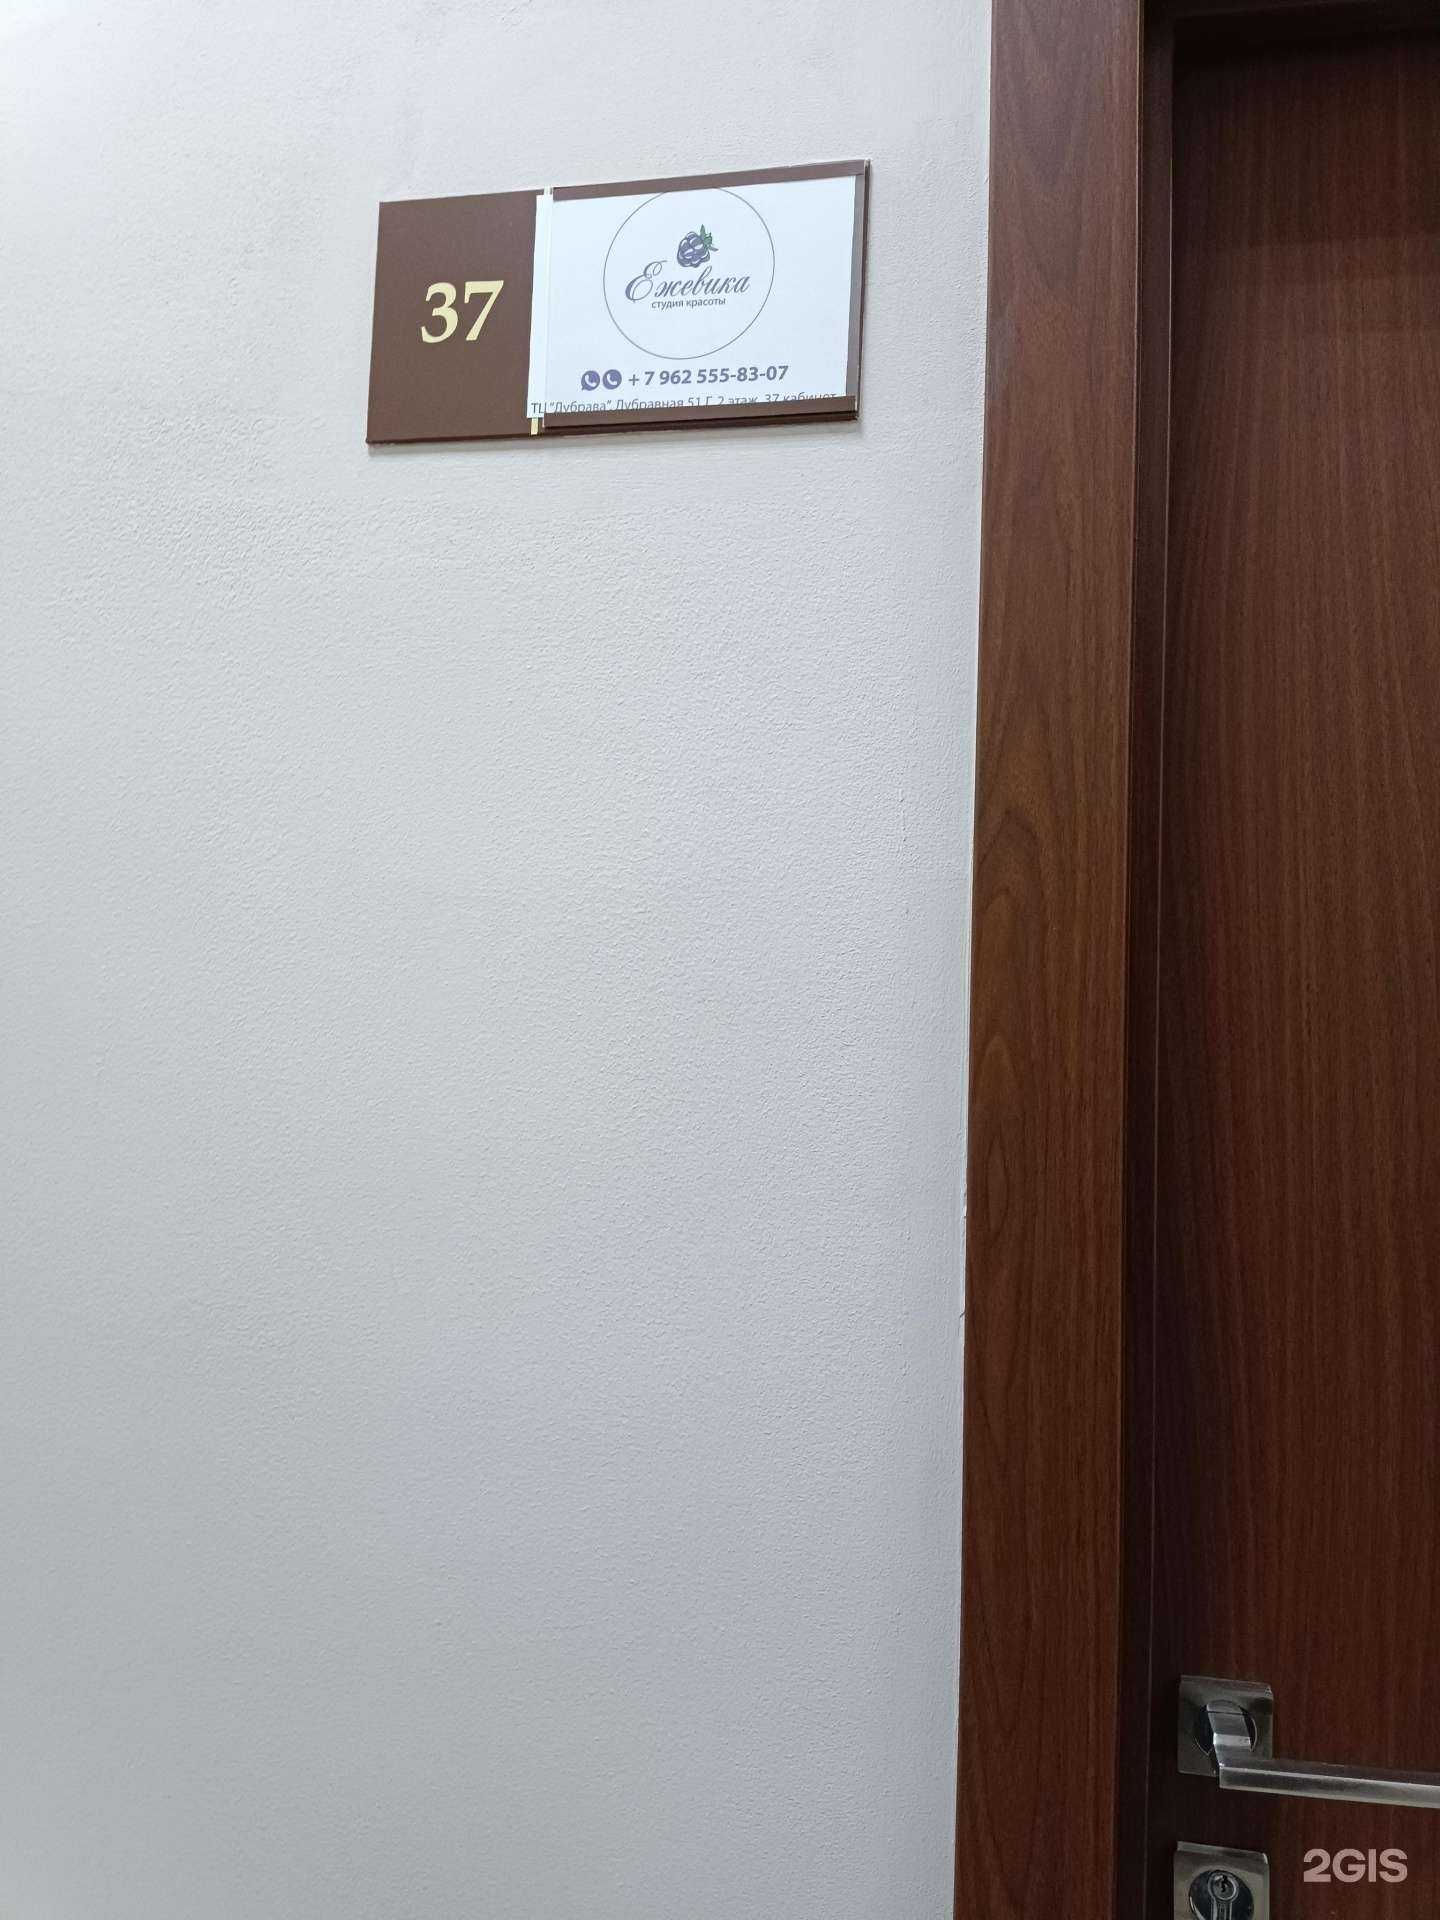 37
Ежевика
студия красоты
+ 7 962 555-83-07
ТЦ "Дубрава", Дубравная 51 Г, 2 этаж, 37 кабинет
2GIS